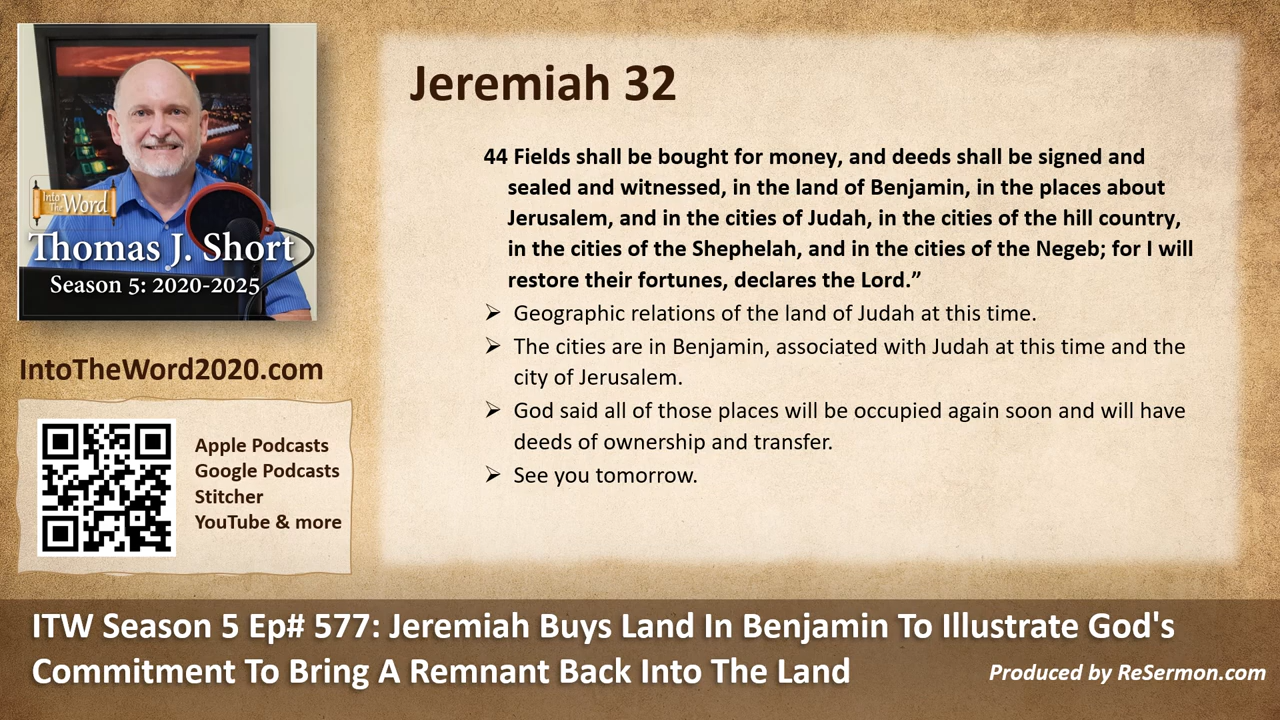 Into
The Word
Thomas J. Short
Season 5: 2020-2025
IntoTheWord2020.com
Apple Podcasts
Google Podcasts
Stitcher
YouTube & more
Jeremiah 32
44 Fields shall be bought for money, and deeds shall be signed and
sealed and witnessed, in the land of Benjamin, in the places about
Jerusalem, and in the cities of Judah, in the cities of the hill country,
in the cities of the Shephelah, and in the cities of the Negeb; for I will
restore their fortunes, declares the Lord.”
➢ Geographic relations of the land of Judah at this time.
➢ The cities are in Benjamin, associated with Judah at this time and the
city of Jerusalem.
➢ God said all of those places will be occupied again soon and will have
deeds of ownership and transfer.
➢ See you tomorrow.
ITW Season 5 Ep# 577: Jeremiah Buys Land In Benjamin To Illustrate God's
Commitment To Bring A Remnant Back Into The Land
Produced by ReSermon.com